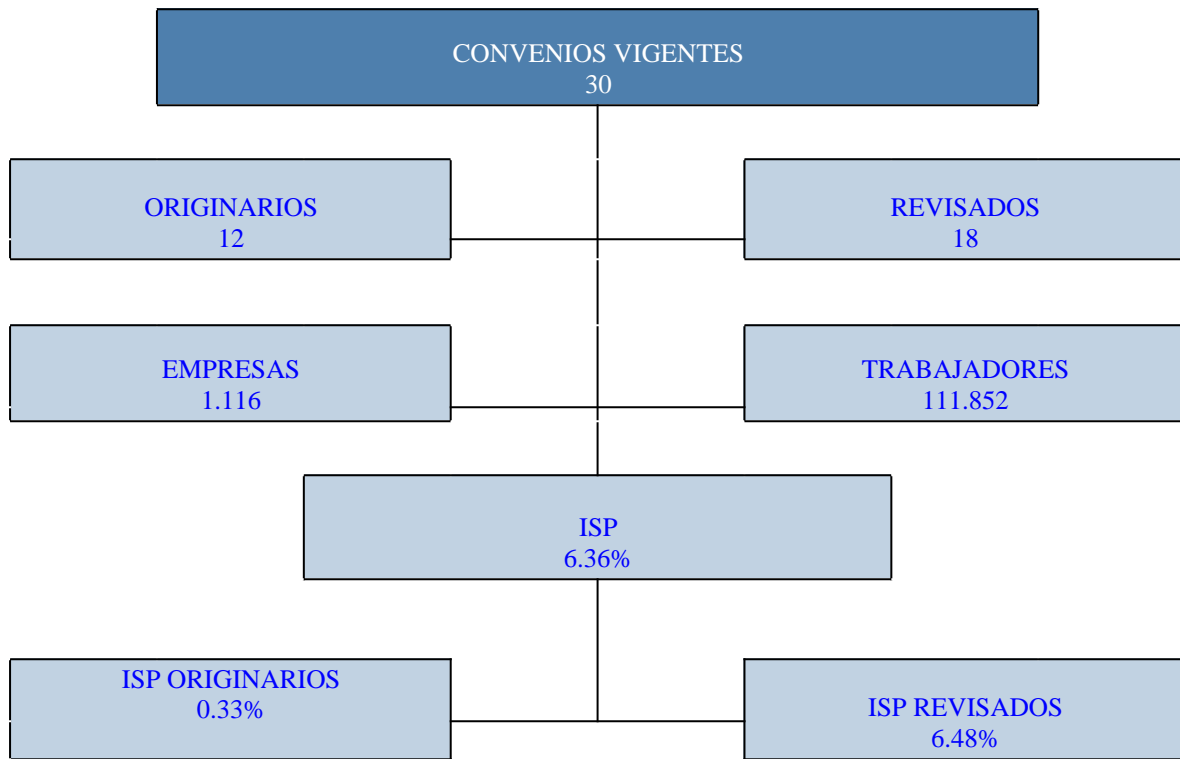 CONVENIOS VIGENTES
30
ORIGINARIOS
12
REVISADOS
18
EMPRESAS
1.116
TRABAJADORES
111.852
ISP
6.36%
ISP ORIGINARIOS
0.33%
ISP REVISADOS
6.48%